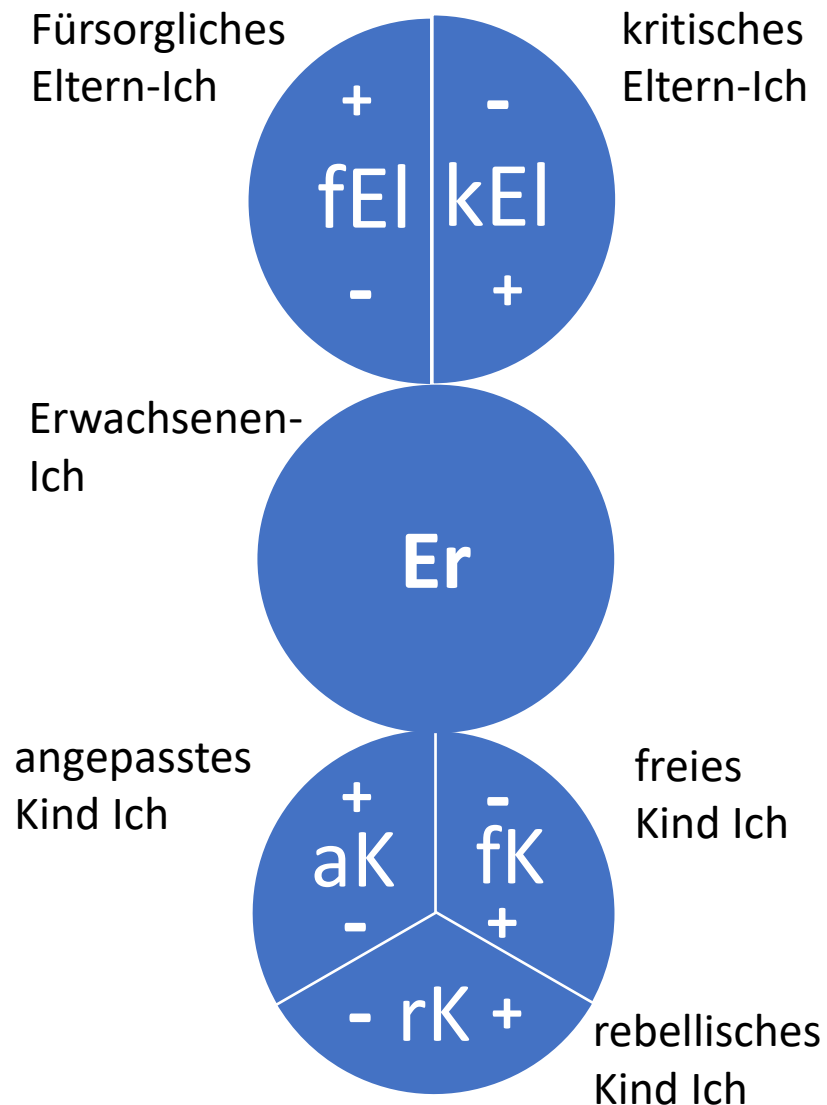 Fürsorgliches
Eltern-Ich
kritisches
Eltern-Ich
+
-
fEl
kEl
-
+
Erwachsenen-
Ich
Er
angepasstes
Kind Ich
freies
Kind Ich
+
-
aK
fK
-
+
- rK +
rebellisches
Kind Ich